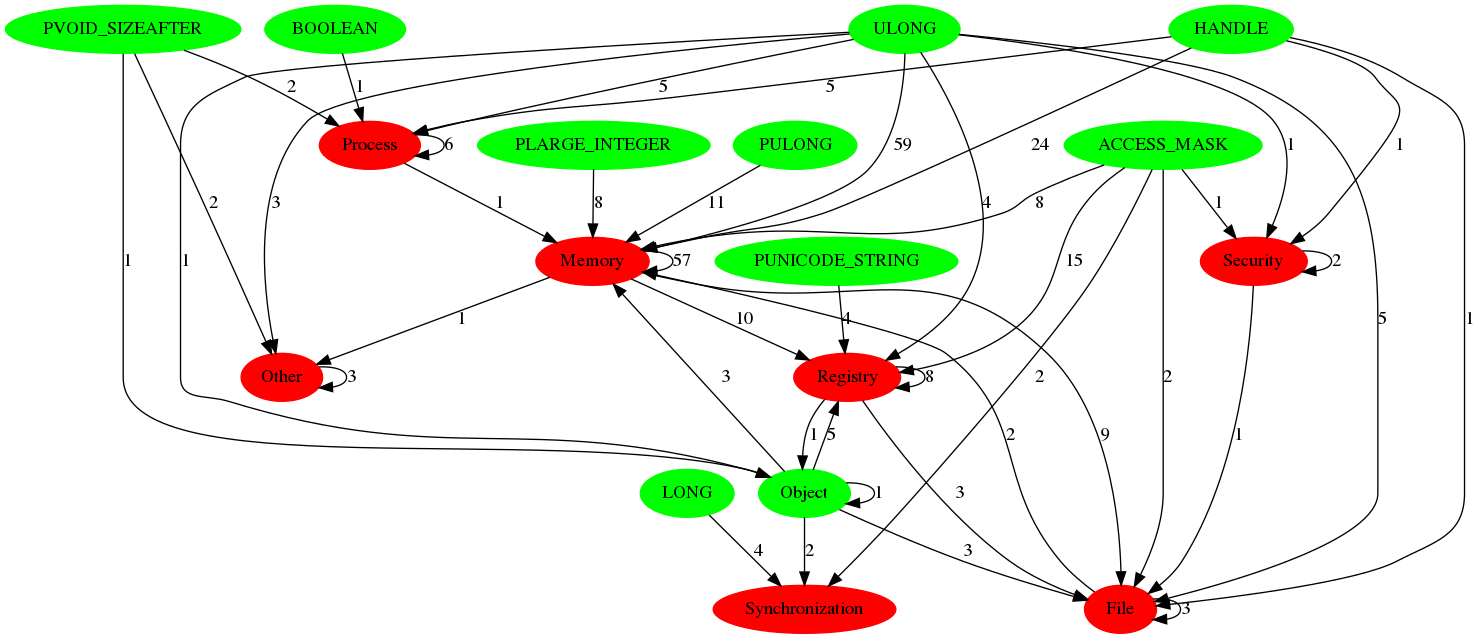 PVOID_SIZEAFTER BOOLEAN ULONG HANDLE
2 1 5 5
Process 6 PLARGE_INTEGER PULONG ACCESS_MASK
59 24 1 1
2 3 1 8 11 4 8 1
1 1 Memory 57 PUNICODE_STRING 15 Security 2
1 10 4 5 1
Other 3 3 Registry 8 2 2
1 5 2 9 1
LONG Object 1 3
4 2 3
Synchronization File 3